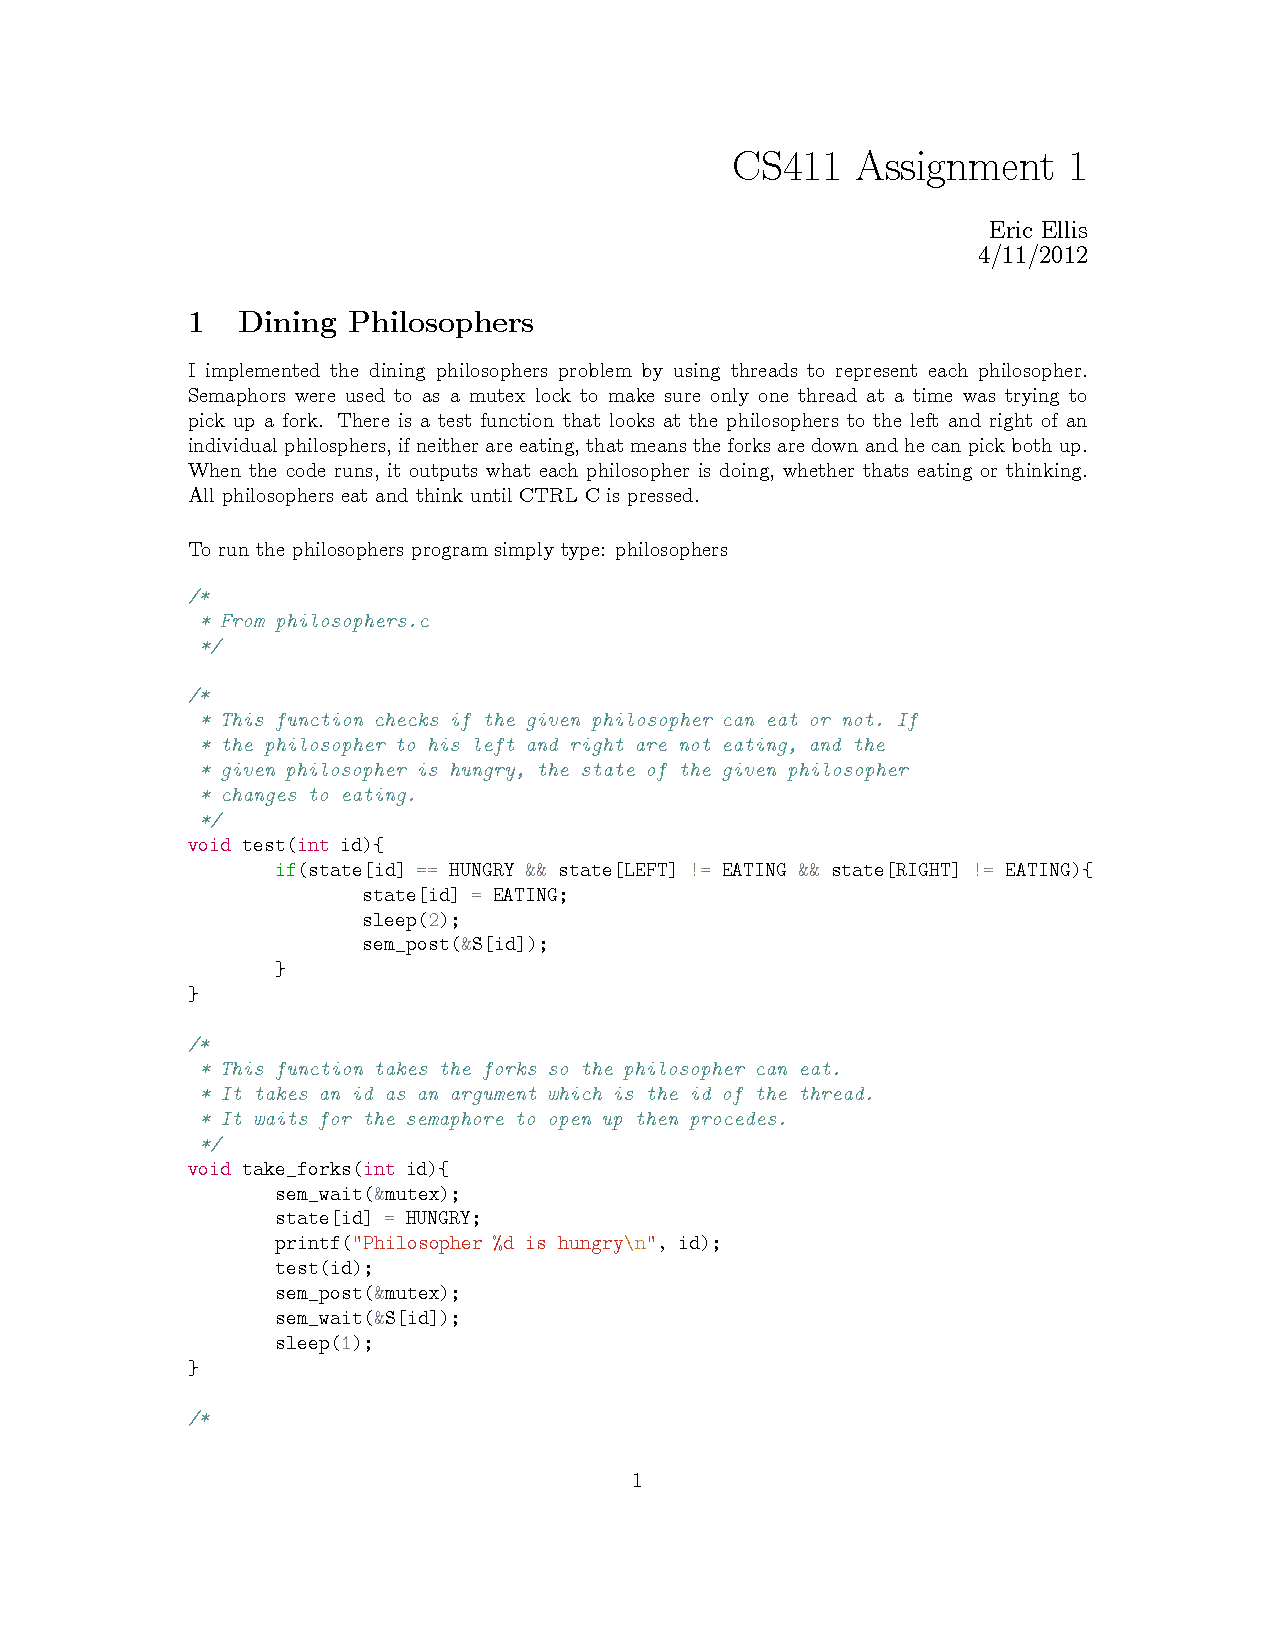 CS411 Assignment 1
Eric Ellis
4/11/2012
1 Dining Philosophers
I implemented the dining philosophers problem by using threads to represent each philosopher.
Semaphors were used to as a mutex lock to make sure only one thread at a time was trying to
pick up a fork. There is a test function that looks at the philosophers to the left and right of an
individual philosphers, if neither are eating, that means the forks are down and he can pick both up.
When the code runs, it outputs what each philosopher is doing, whether thats eating or thinking.
All philosophers eat and think until CTRL C is pressed.
To run the philosophers program simply type: philosophers
/*
 * From philosophers.c
 */
/*
 * This function checks if the given philosopher can eat or not. If
 * the philosopher to his left and right are not eating, and the
 * given philosopher is hungry, the state of the given philosopher
 * changes to eating.
 */
void test(int id){
        if(state[id] == HUNGRY && state[LEFT] != EATING && state[RIGHT] != EATING){
                state[id] = EATING;
                sleep(2);
                sem_post(&S[id]);
        }
}
/*
 * This function takes the forks so the philosopher can eat.
 * It takes an id as an argument which is the id of the thread.
 * It waits for the semaphore to open up then procedes.
 */
void take_forks(int id){
        sem_wait(&mutex);
        state[id] = HUNGRY;
        printf("Philosopher %d is hungry\n", id);
        test(id);
        sem_post(&mutex);
        sem_wait(&S[id]);
        sleep(1);
}
/*
1